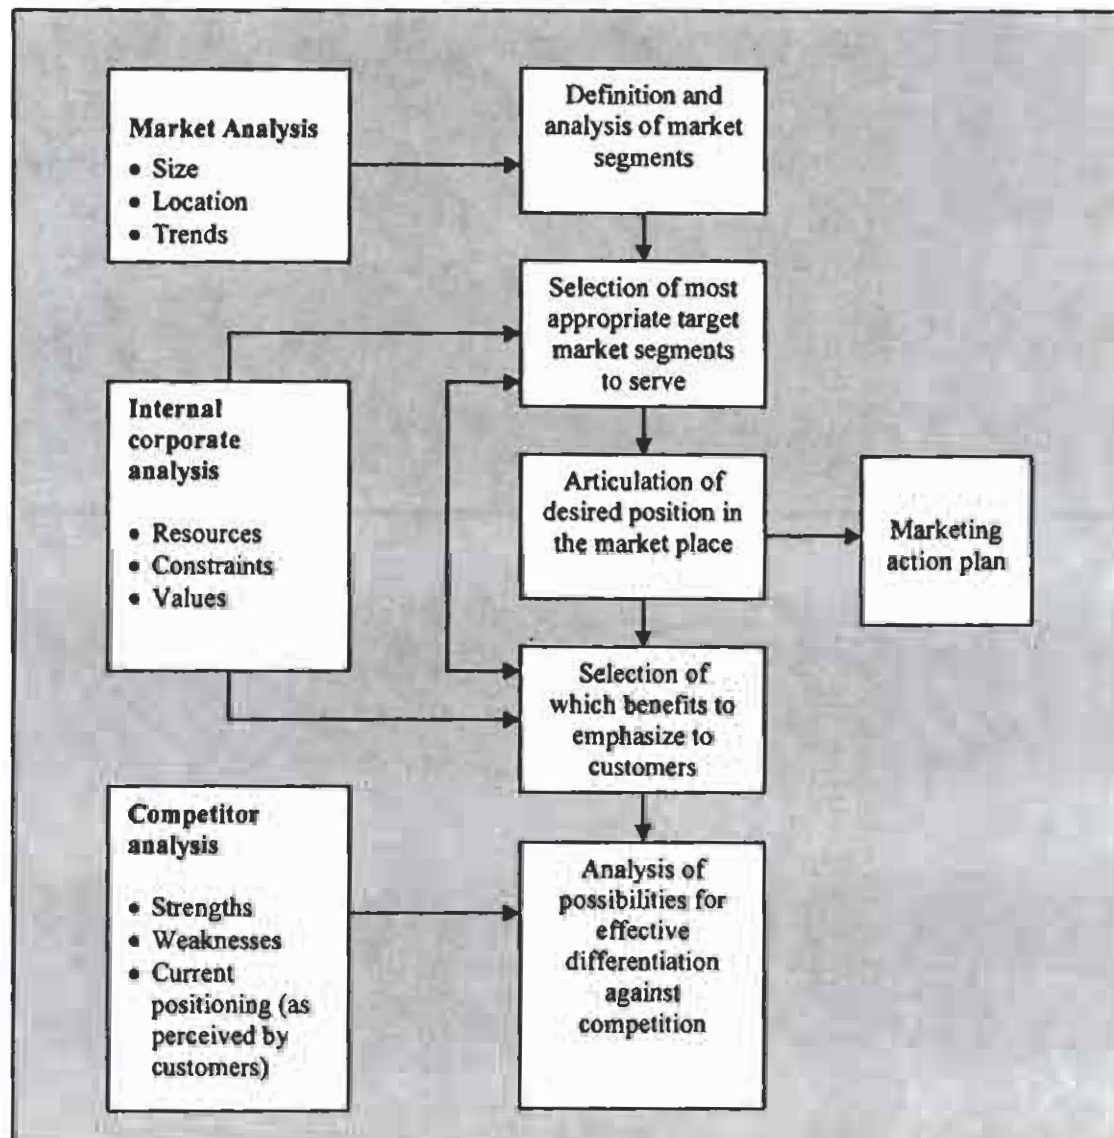 Market Analysis
• Size
• Location
• Trends
Definition and
analysis of market
segments
Selection of most
appropriate target
market segments
to serve
Internal
corporate
analysis
• Resources
• Constraints
• Values
Articulation of
desired position in
the market place
Marketing
action plan
Selection of
which benefits to
emphasize to
customers
Competitor
analysis
• Strengths
• Weaknesses
• Current
positioning (as
perceived by
customers)
Analysis of
possibilities for
effective
differentiation
against
competition